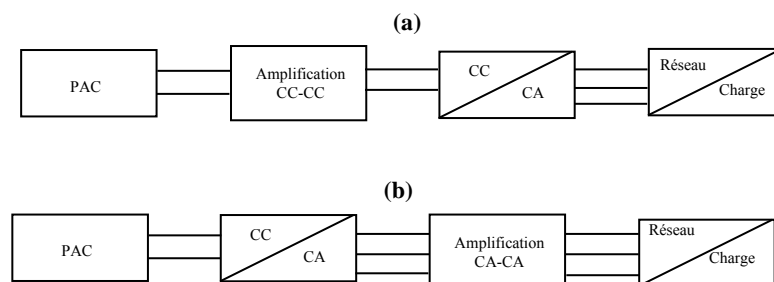 (a)
PAC
Amplification
CC-CC
CC
CA
Réseau
Charge
(b)
PAC
CC
CA
Amplification
CA-CA
Réseau
Charge